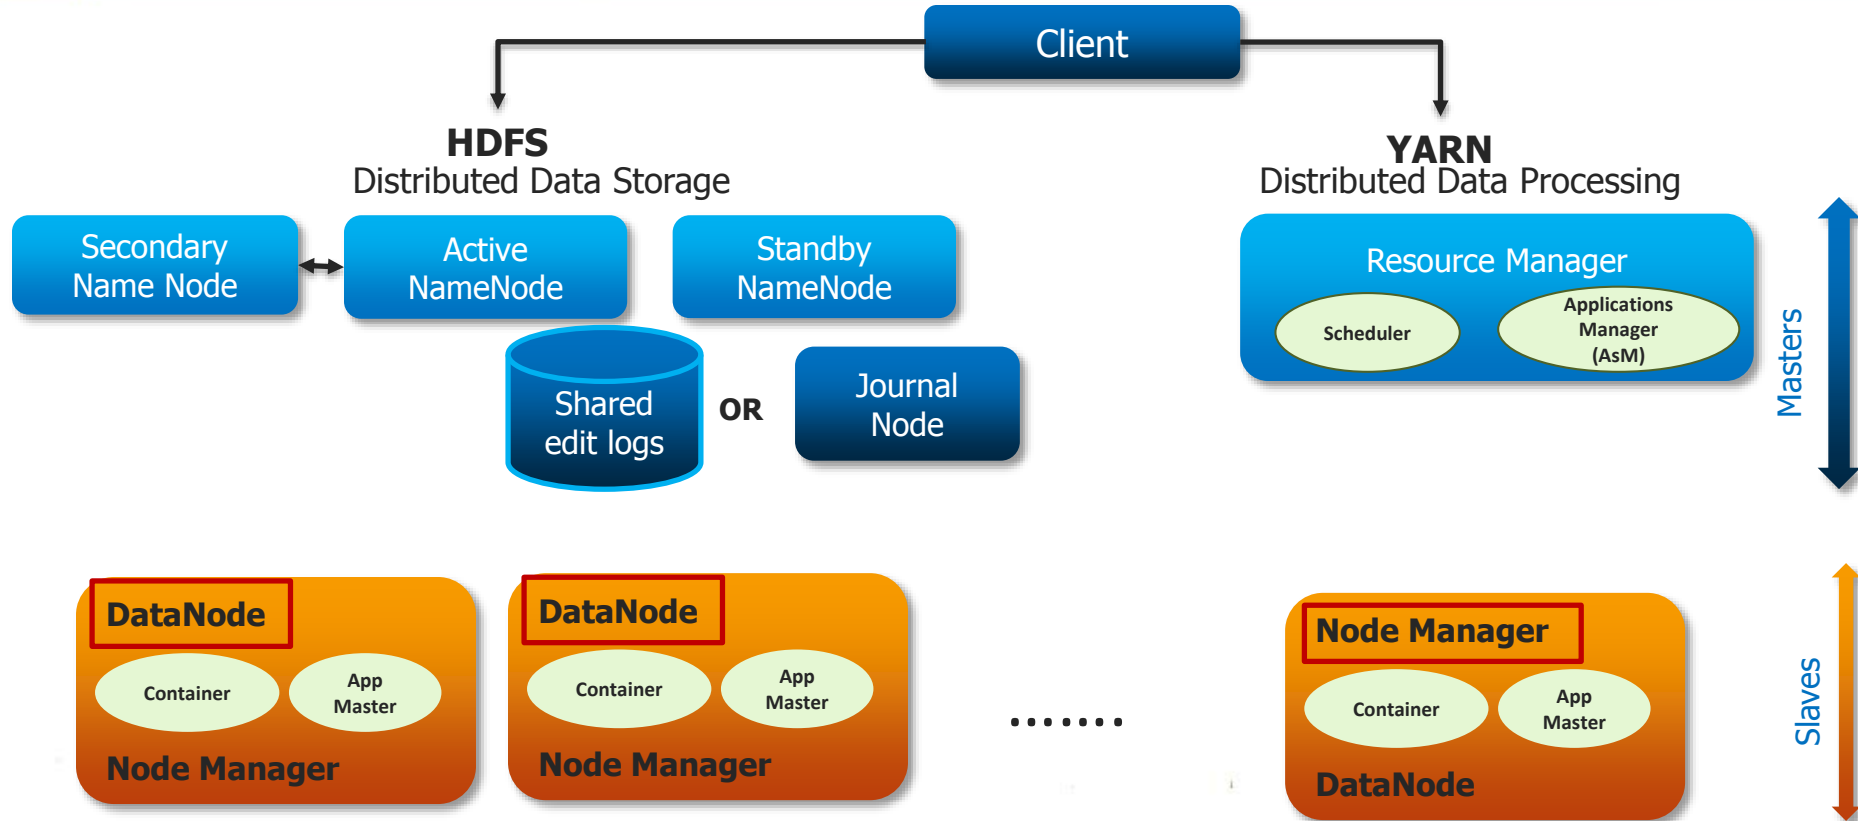 Client
HDFS
Distributed Data Storage
YARN
Distributed Data Processing
Secondary
Name Node
Active
NameNode
Standby
NameNode
Resource Manager
Scheduler
Applications
Manager
(AsM)
Masters
Shared
edit logs
OR
Journal
Node
DataNode
Container
App
Master
Node Manager
DataNode
Container
App
Master
Node Manager
.......
Node Manager
Container
App
Master
DataNode
Slaves